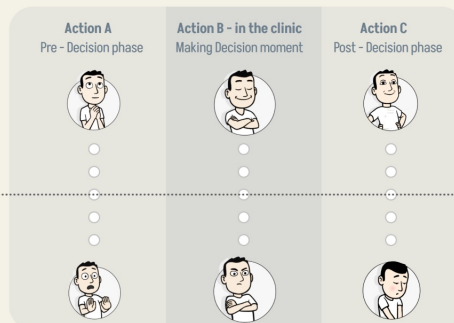 Action A
Pre - Decision phase
Action B - in the clinic
Making Decision moment
Action C
Post - Decision phase